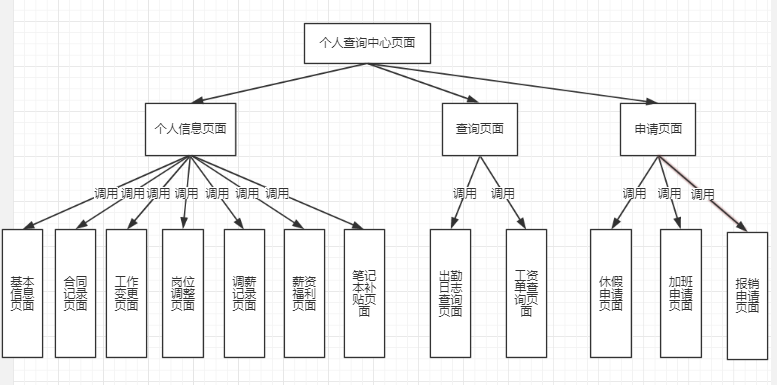 个人查询中心页面
个人信息页面
查询页面
申请页面
调用 调用 调用 调用 调用 调用 调用 调用 调用 调用 调用 调用
基本
信息
页面
合同
记录
页面
工作
变更
页面
岗位
调整
页面
调薪
记录
页面
薪资
福利
页面
笔记
本补
贴页
面
出勤
日志
查询
页面
工资
单查
询页
面
休假
申请
页面
加班
申请
页面
报销
申请
页面